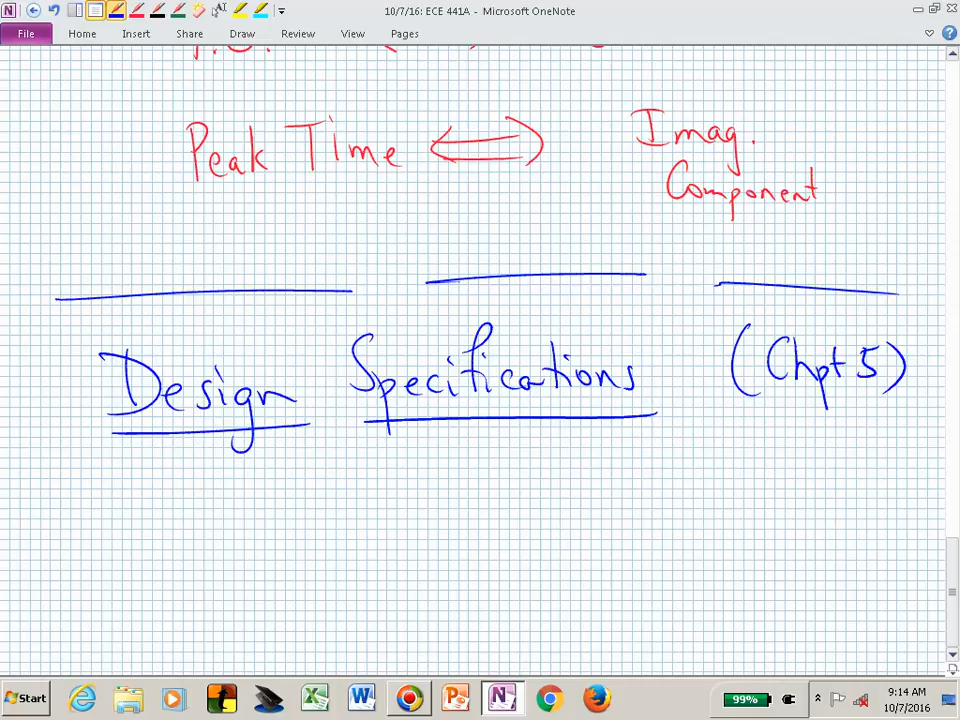 10/7/16: ECE 441A - Microsoft OneNote
File Home Insert Share Draw Review View Pages
Peak Time Imag.
Component
Design Specifications (Chpt 5)
Start
99%
9:14 AM
10/7/2016